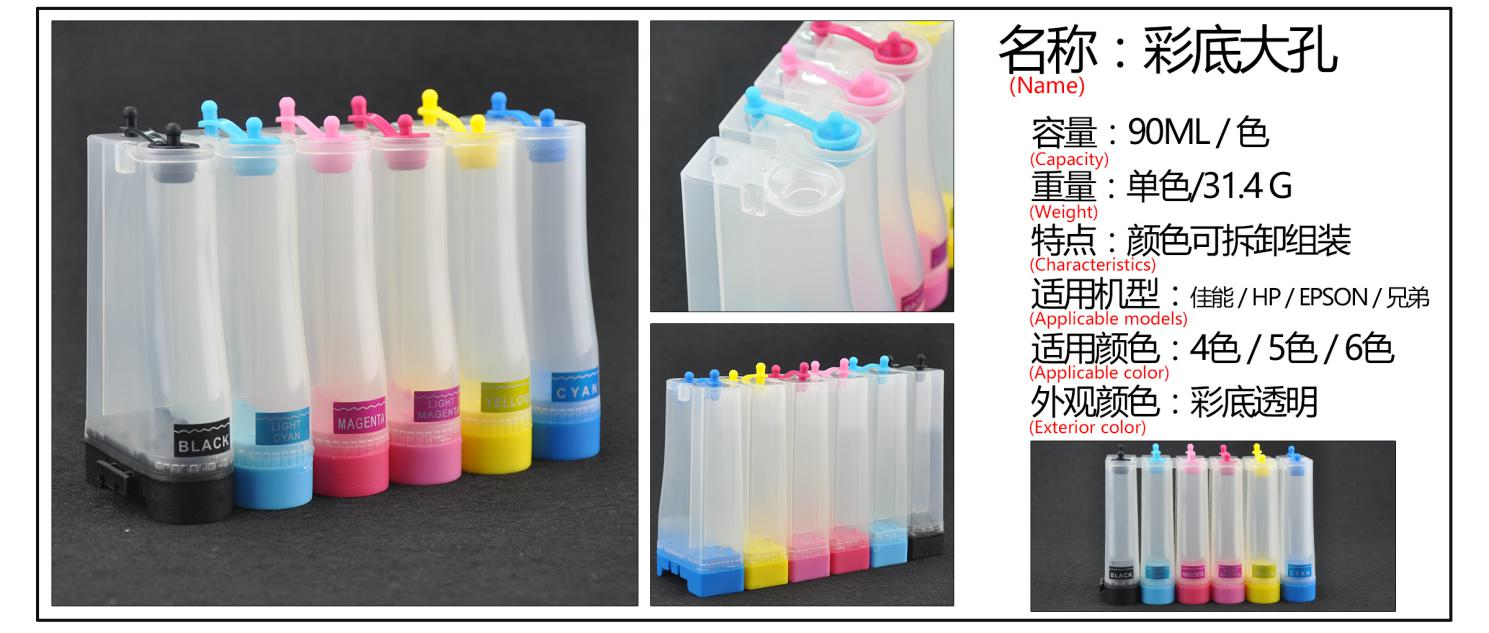 名称：彩底大孔
(Name)
容量：90ML / 色
(Capacity)
重量：单色/31.4 G
(Weight)
特点：颜色可拆卸组装
(Characteristics)
适用机型：佳能 / HP / EPSON / 兄弟
(Applicable models)
适用颜色：4色 / 5色 / 6色
(Applicable color)
外观颜色：彩底透明
(Exterior color)
BLACK
LIGHT
CYAN
MAGENTA
LIGHT
MAGENTA
YELLOW
CYAN
BLACK
MAGENTA
CYAN